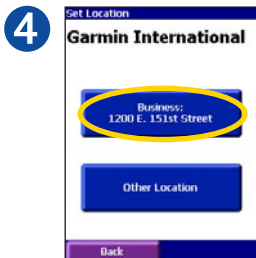 4
Set Location
Garmin International
Business:
1200 E. 151st Street
Other Location
Back